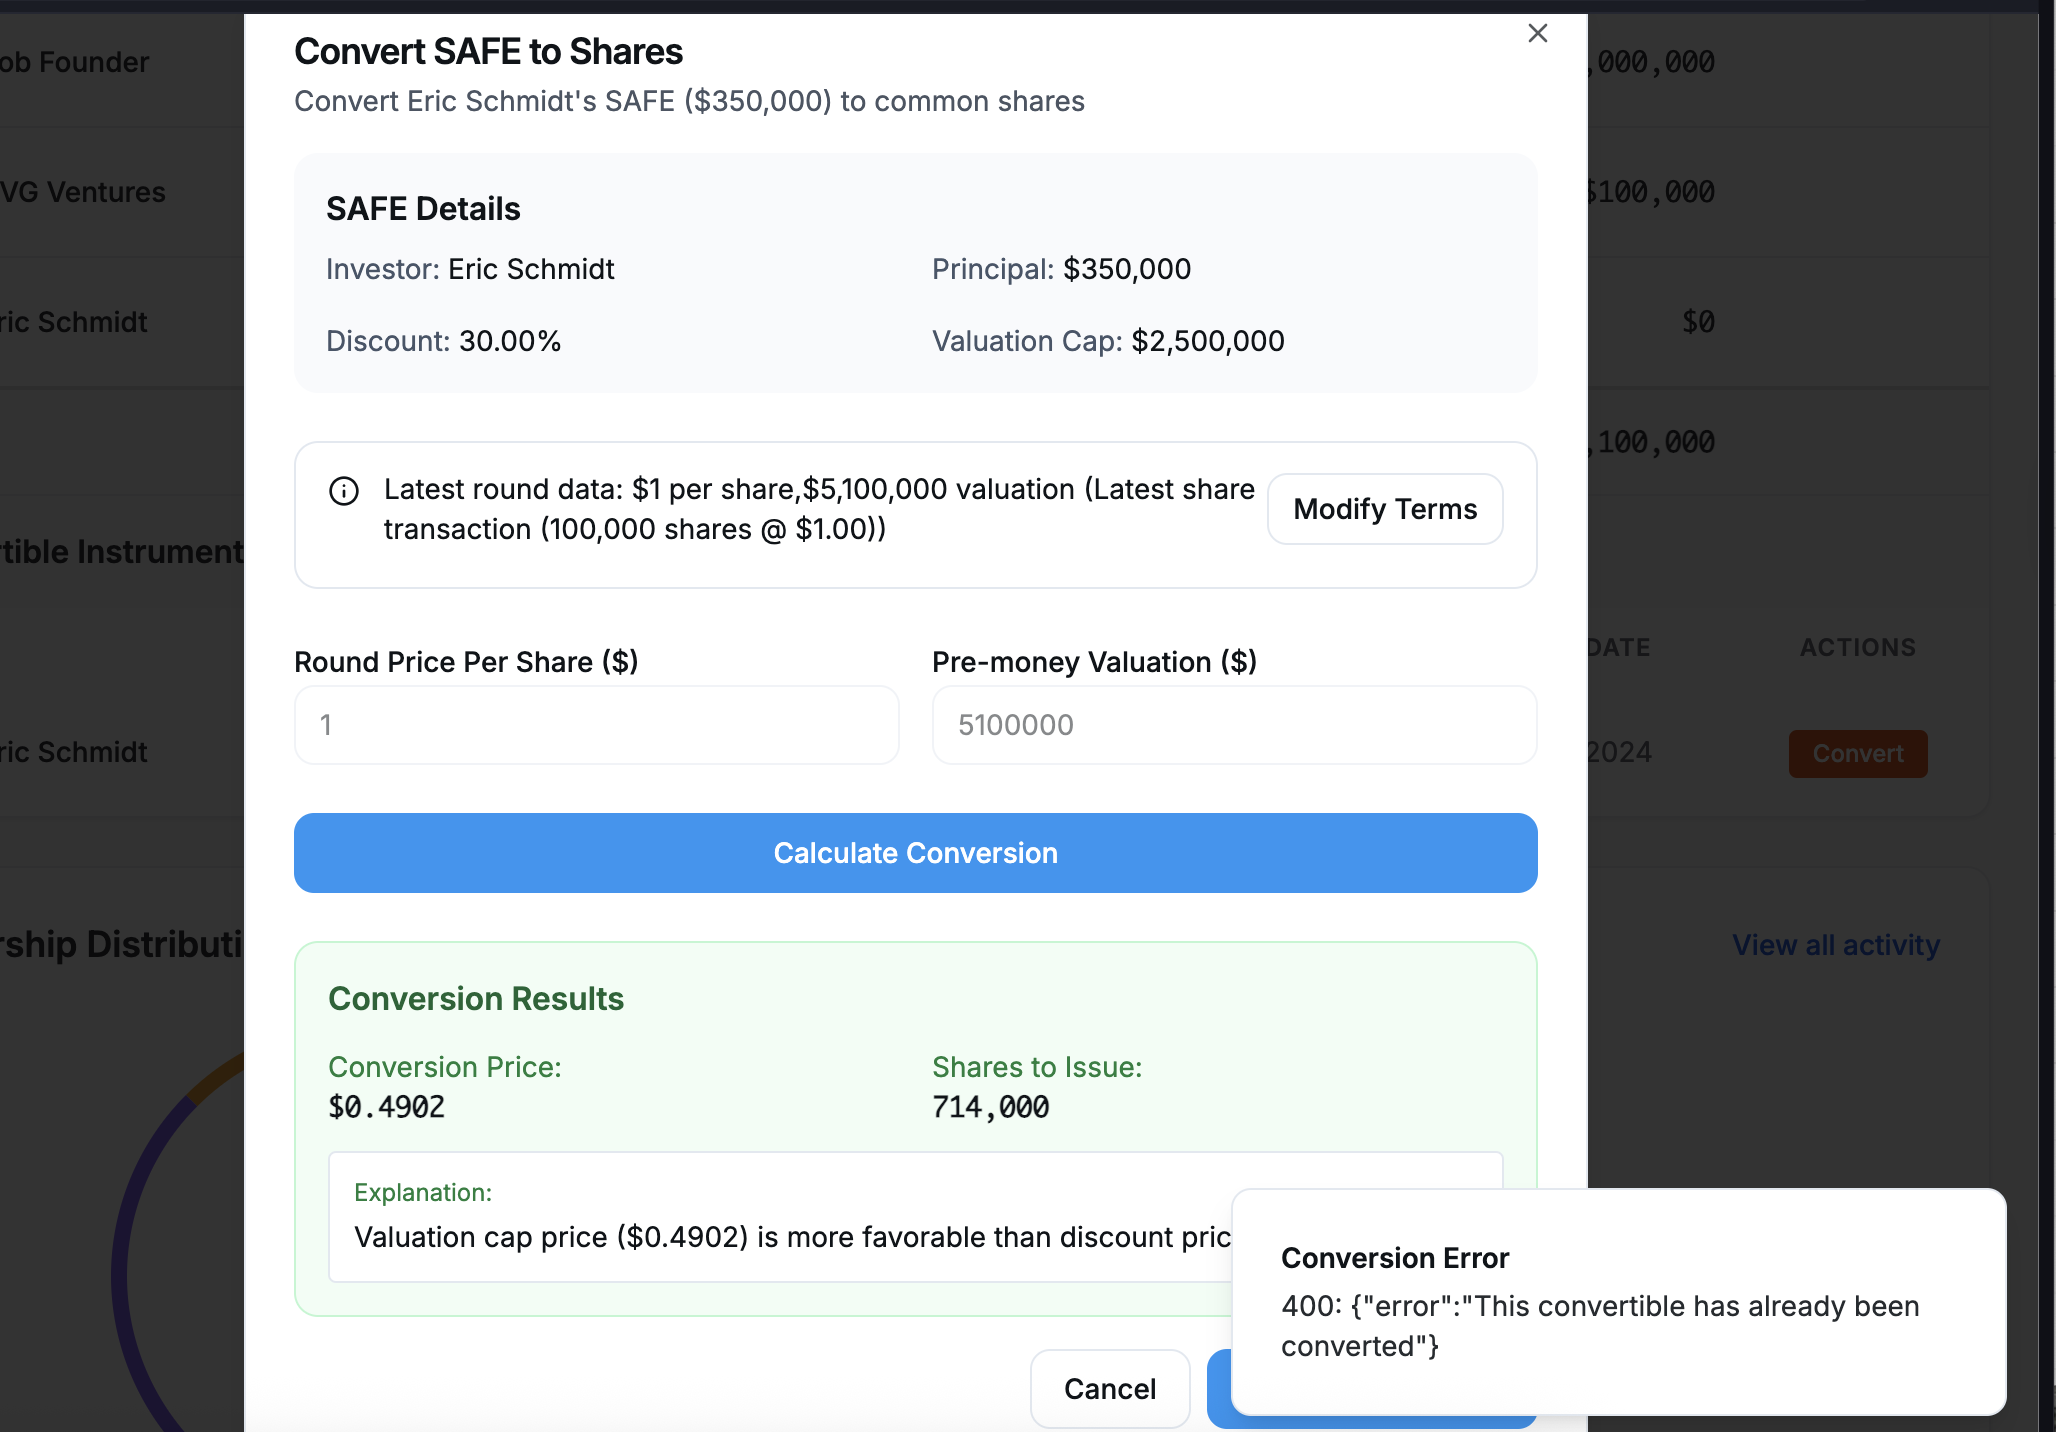 Convert SAFE to Shares
Convert Eric Schmidt's SAFE ($350,000) to common shares
SAFE Details
Investor: Eric Schmidt
Principal: $350,000
Discount: 30.00%
Valuation Cap: $2,500,000
Latest round data: $1 per share,$5,100,000 valuation (Latest share
transaction (100,000 shares @ $1.00))
Modify Terms
Round Price Per Share ($)
Pre-money Valuation ($)
1
5100000
Calculate Conversion
Conversion Results
Conversion Price:
Shares to Issue:
$0.4902
714,000
Explanation:
Valuation cap price ($0.4902) is more favorable than discount pric
Cancel
Conversion Error
400: {"error":"This convertible has already been
converted"}
ob Founder
,000,000
VG Ventures
$100,000
ric Schmidt
$0
,100,000
rtible Instrument
DATE
ACTIONS
ric Schmidt
2024
Convert
rship Distributi
View all activity